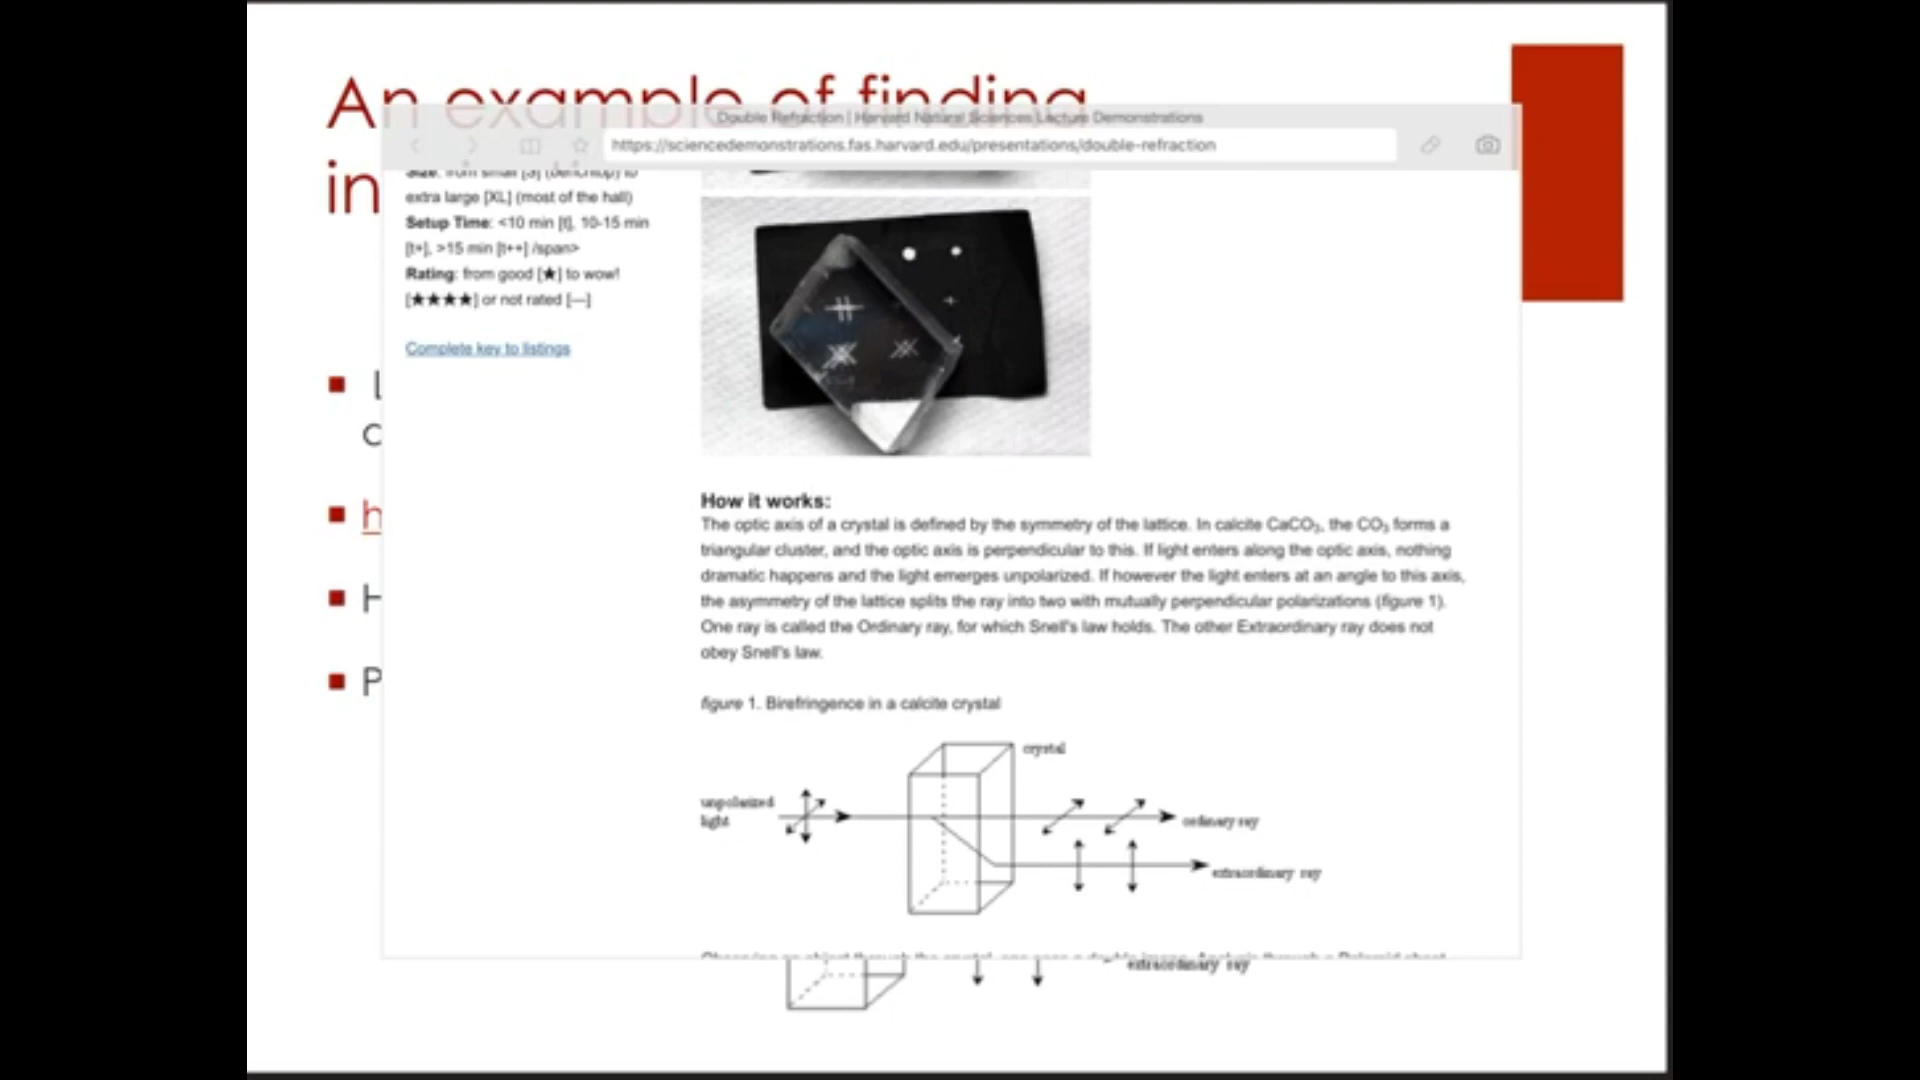 An example of finding
Double Refraction | Harvard Natural Sciences Lecture Demonstrations
https://sciencedemonstrations.fas.harvard.edu/presentations/double-refraction
in
Size: from small [S] (benchtop) to
extra large [XL] (most of the hall)
Setup Time: <10 min [t], 10-15 min
[t+], >15 min [t++] /span>
Rating: from good [★] to wow!
[★★★★] or not rated [—]
Complete key to listings
How it works:
The optic axis of a crystal is defined by the symmetry of the lattice. In calcite CaCO₃, the CO₃ forms a
triangular cluster, and the optic axis is perpendicular to this. If light enters along the optic axis, nothing
dramatic happens and the light emerges unpolarized. If however the light enters at an angle to this axis,
the asymmetry of the lattice splits the ray into two with mutually perpendicular polarizations (figure 1).
One ray is called the Ordinary ray, for which Snell's law holds. The other Extraordinary ray does not
obey Snell's law.
figure 1. Birefringence in a calcite crystal
crystal
unpolarized
light
ordinary ray
extraordinary ray
extraordinary ray